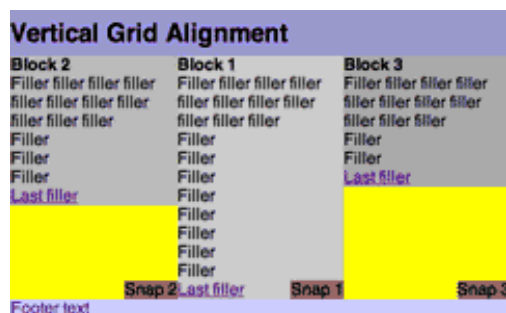 Vertical Grid Alignment
Block 2
Filler filler filler filler
filler filler filler filler
filler filler filler
Filler
Filler
Filler
Last filler
Snap 2
Block 1
Filler filler filler filler
filler filler filler filler
filler filler filler
Filler
Filler
Filler
Filler
Filler
Filler
Filler
Filler
Last filler
Snap 1
Block 3
Filler filler filler filler
filler filler filler filler
filler filler filler
Filler
Filler
Last filler
Snap 3
Footer text